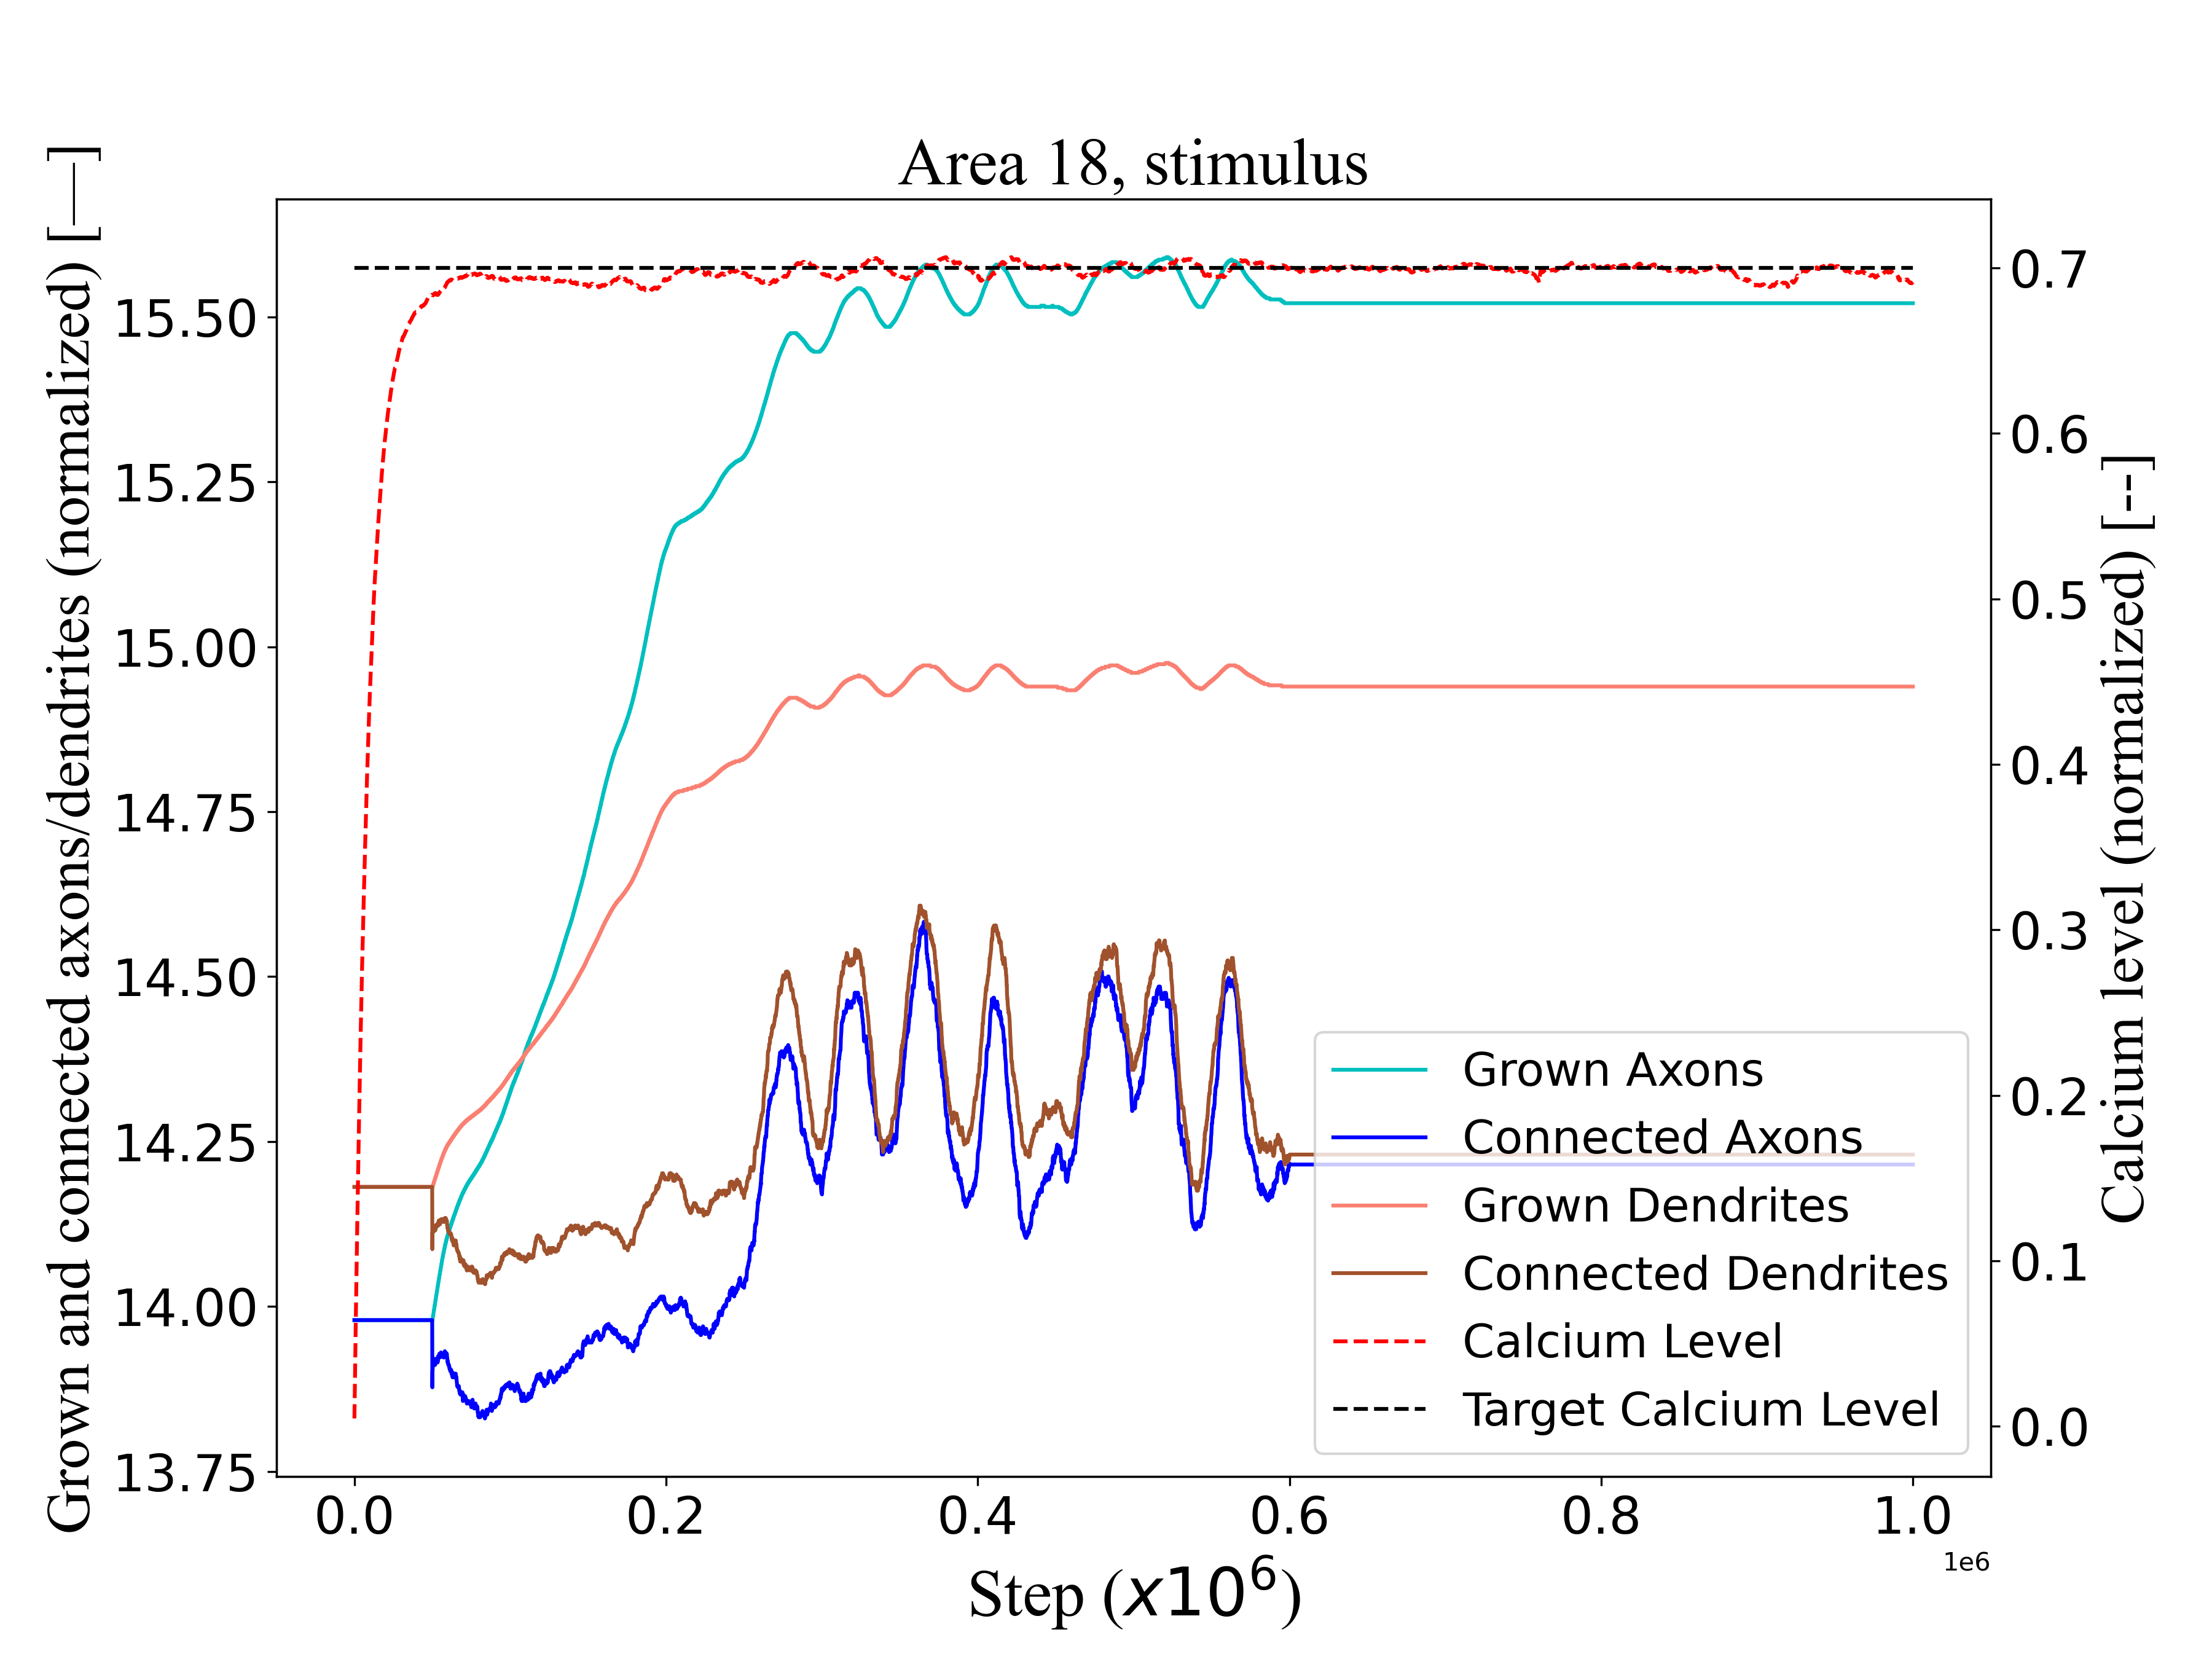 Area 18, stimulus
Grown and connected axons/dendrites (normalized) [—]
15.50
15.25
15.00
14.75
14.50
14.25
14.00
13.75
0.7
0.6
0.5
0.4
0.3
0.2
0.1
0.0
Calcium level (normalized) [--]
Grown Axons
Connected Axons
Grown Dendrites
Connected Dendrites
Calcium Level
Target Calcium Level
0.0 0.2 0.4 0.6 0.8 1.0
1e6
Step (x10⁶)